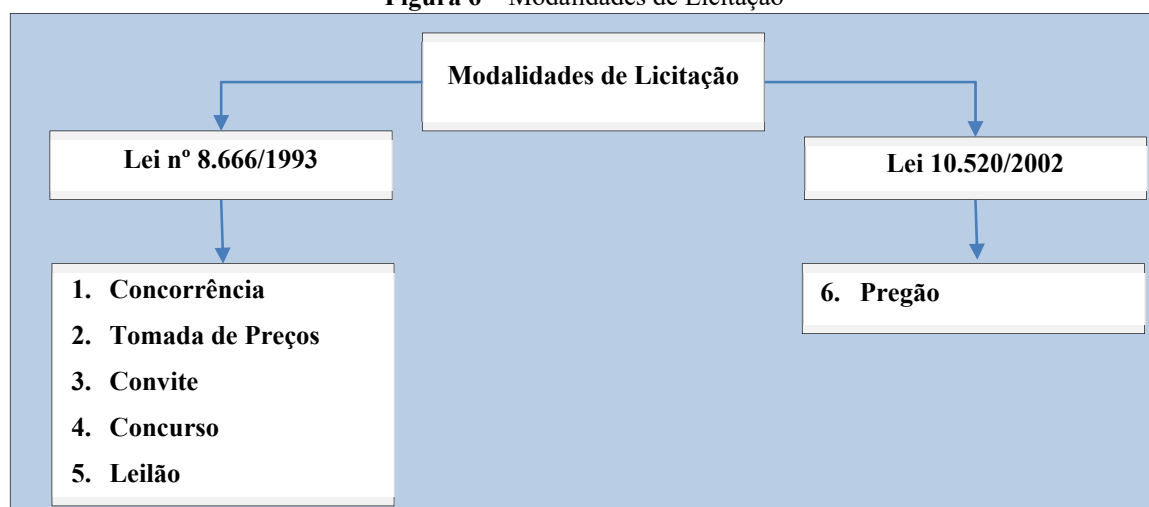 Figura 6 – Modalidades de Licitação
Modalidades de Licitação
Lei nº 8.666/1993
Lei 10.520/2002
1. Concorrência
2. Tomada de Preços
3. Convite
4. Concurso
5. Leilão
6. Pregão